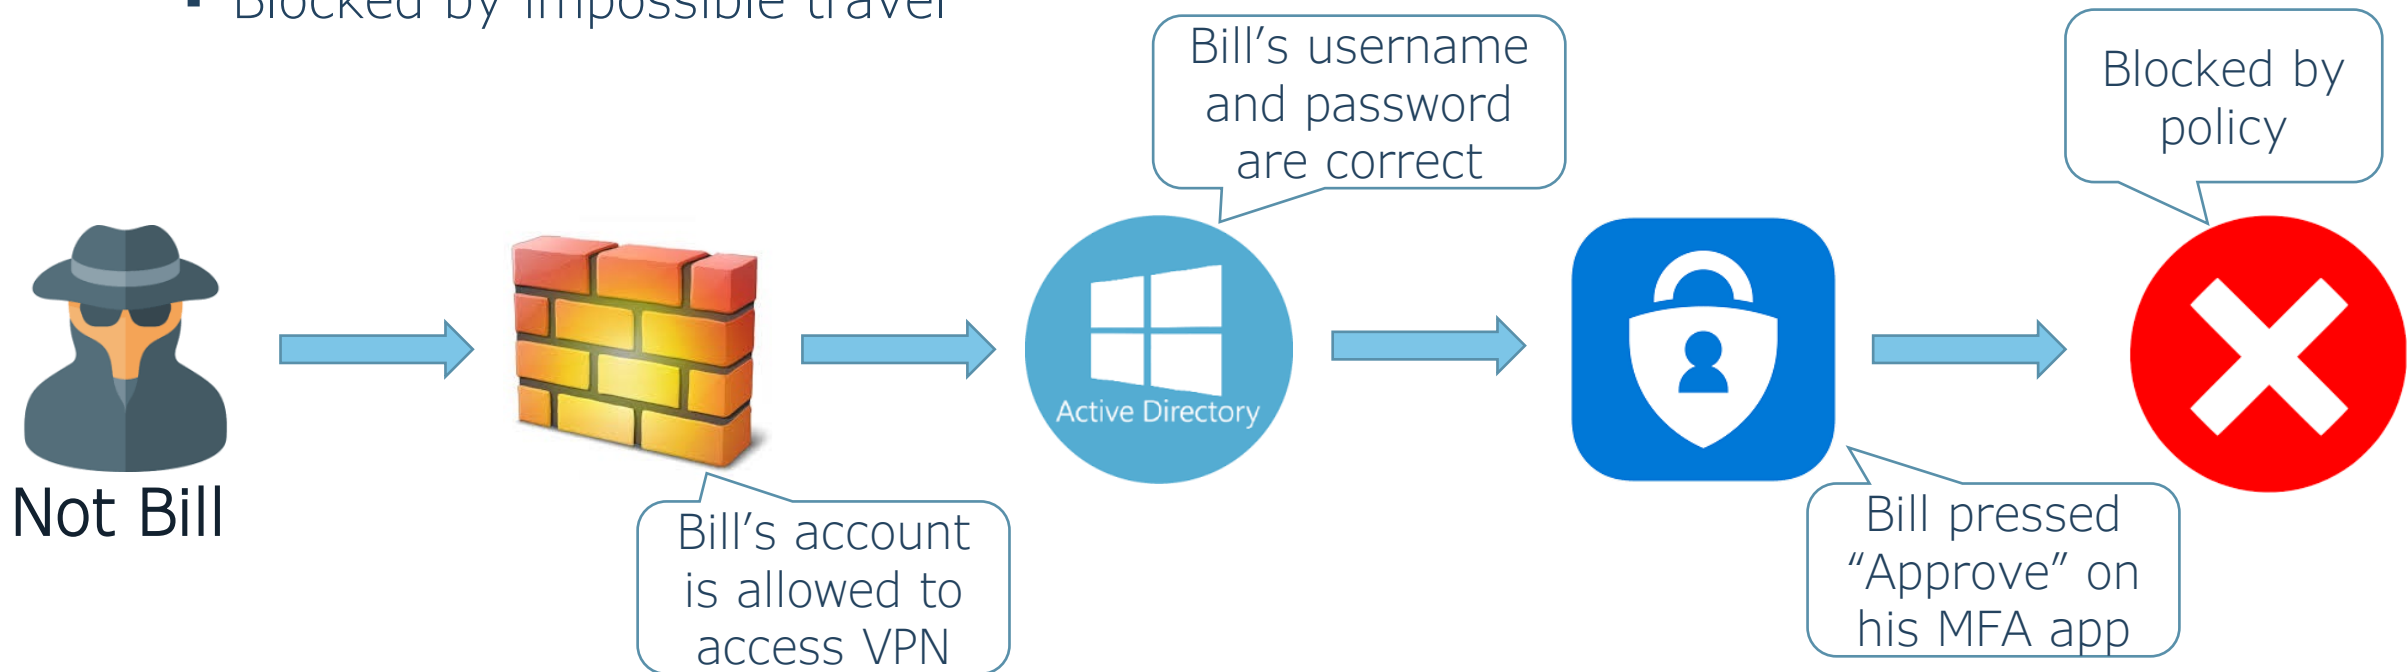 ▪ Blocked by impossible travel
Bill’s username
and password
are correct
Blocked by
policy
Active Directory
Not Bill
Bill’s account
is allowed to
access VPN
Bill pressed
“Approve” on
his MFA app